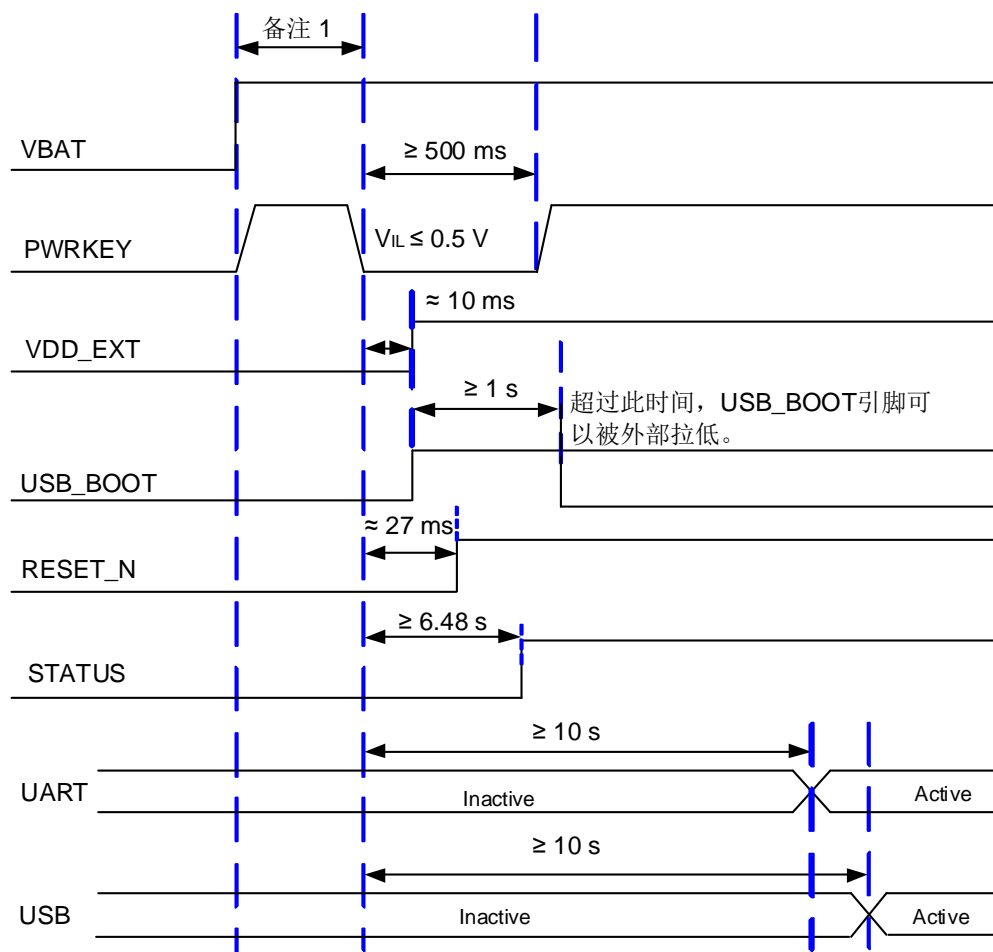 备注 1
VBAT
≥ 500 ms
PWRKEY
VIL ≤ 0.5 V
≈ 10 ms
VDD_EXT
≥ 1 s
超过此时间，USB_BOOT引脚可
以被外部拉低。
USB_BOOT
≈ 27 ms
RESET_N
≥ 6.48 s
STATUS
≥ 10 s
UART
Inactive
Active
≥ 10 s
USB
Inactive
Active